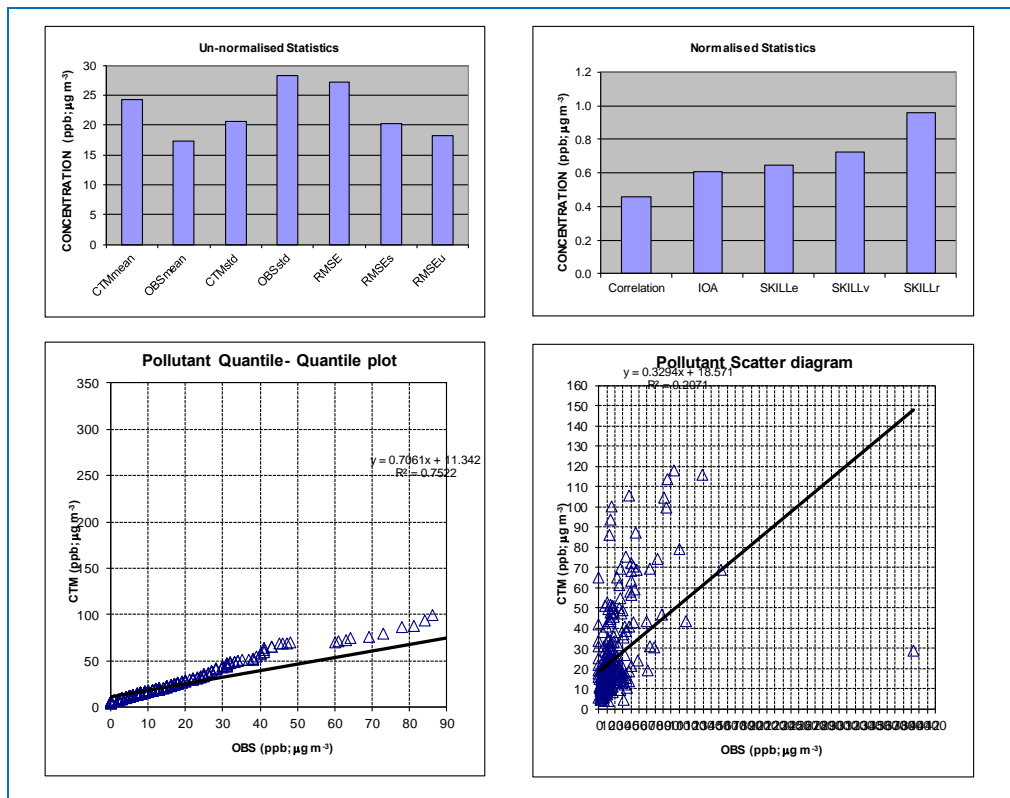 Un-normalised Statistics
CONCENTRATION (ppb; µg m-3)
30
25
20
15
10
5
0
CTMmean
OBSmean
CTMstd
OBSstd
RMSE
RMSEs
RMSEu
Normalised Statistics
CONCENTRATION (ppb; µg m-3)
1.2
1.0
0.8
0.6
0.4
0.2
0.0
Correlation IOA SKILLe SKILLv SKILLr
Pollutant Quantile- Quantile plot
CTM (ppb; µg m-3)
350
300
250
200
150
100
50
0
y = 0.7061x + 11.342
R² = 0.7522
0 10 20 30 40 50 60 70 80 90
OBS (ppb; µg m-3)
Pollutant Scatter diagram
y = 0.3294x + 18.571
R² = 0.2071
CTM (ppb; µg m-3)
160
150
140
130
120
110
100
90
80
70
60
50
40
30
20
10
0
OBS (ppb; µg m-3)